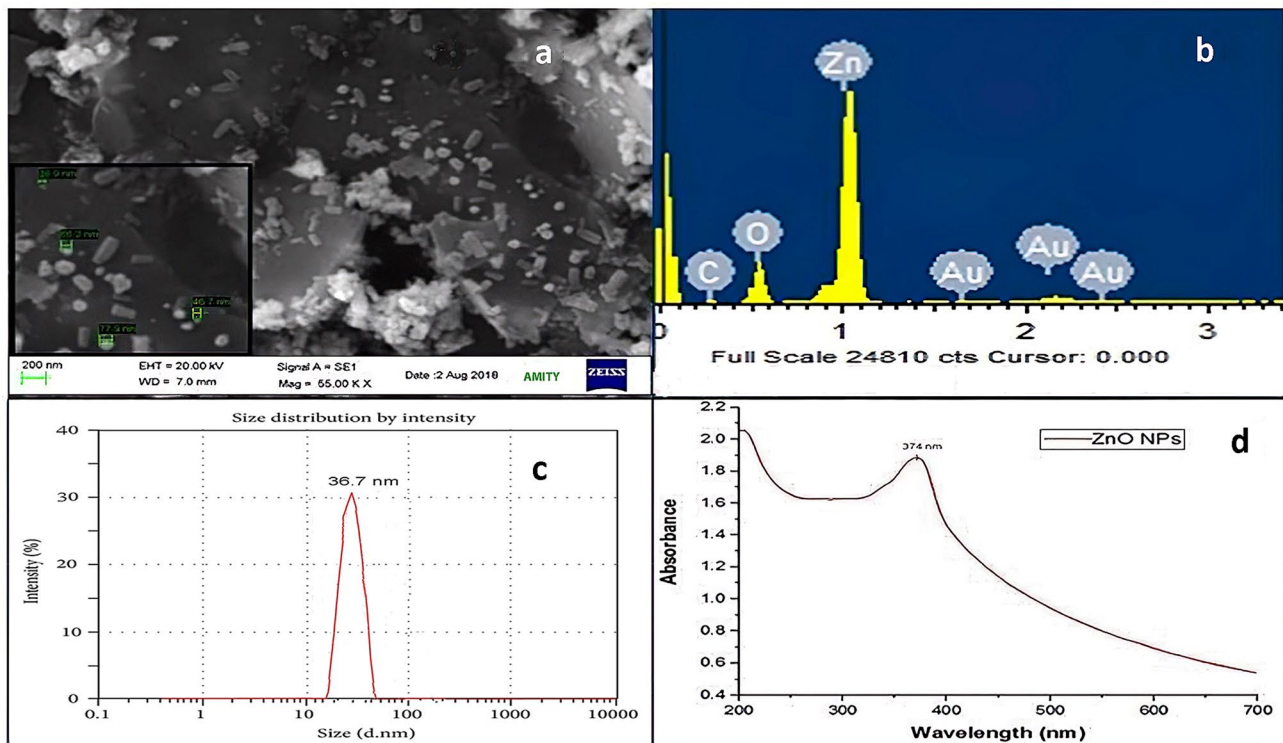 a
36.9 nm
66.2 nm
46.7 nm
77.9 nm
200 nm
EHT = 20.00 kV
WD = 7.0 mm
Signal A = SE1
Mag = 55.00 K X
Date :2 Aug 2018
AMITY
ZEISS
b
Zn
C
O
Au
Au
Au
0
1
2
3
Full Scale 24810 cts Cursor: 0.000
Size distribution by intensity
c
36.7 nm
Intensity (%)
40
30
20
10
0
0.1
1
10
100
1000
10000
Size (d.nm)
d
ZnO NPs
374 nm
Absorbance
2.2
2.0
1.8
1.6
1.4
1.2
1.0
0.8
0.6
0.4
200
300
400
500
600
700
Wavelength (nm)